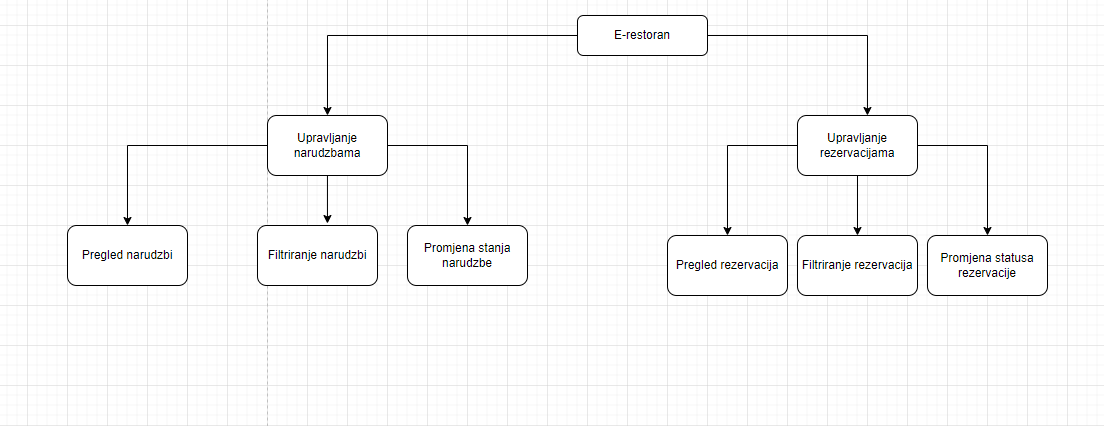 E-restoran
Upravljanje
narudzbama
Upravljanje
rezervacijama
Pregled narudzbi
Filtriranje narudzbi
Promjena stanja
narudzbe
Pregled rezervacija
Filtriranje rezervacija
Promjena statusa
rezervacije